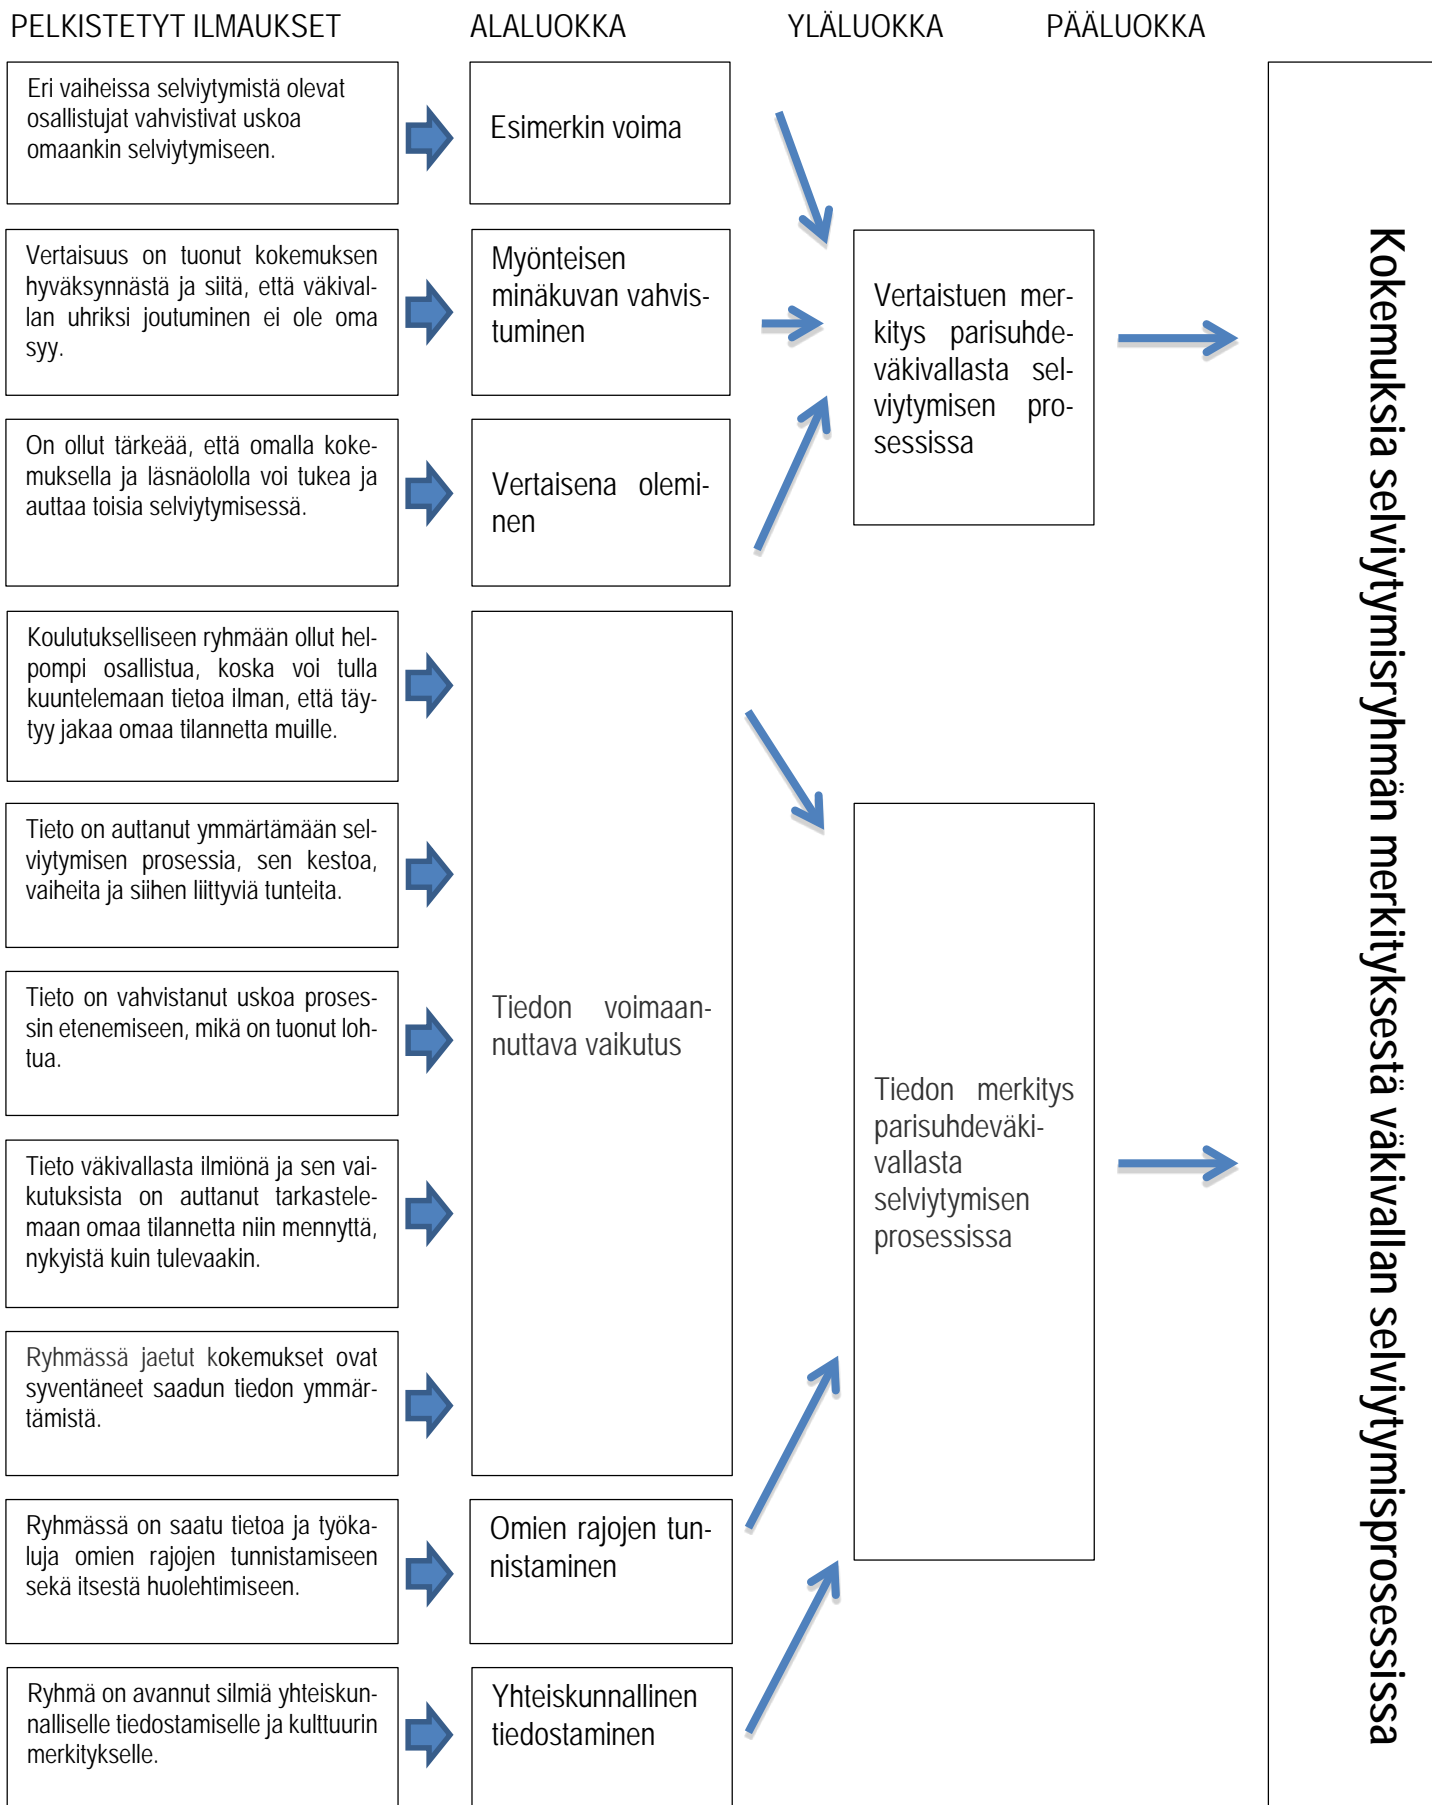 PELKISTETYT ILMAUKSET ALALUOKKA YLÄLUOKKA PÄÄLUOKKA
Eri vaiheissa selviytymistä olevat
osallistujat vahvistivat uskoa
omaankin selviytymiseen.
Esimerkin voima
Vertaisuus on tuonut kokemuksen
hyväksynnästä ja siitä, että väkival-
lan uhriksi joutuminen ei ole oma
syy.
Myönteisen
minäkuvan vahvis-
tuminen
On ollut tärkeää, että omalla koke-
muksella ja läsnäololla voi tukea ja
auttaa toisia selviytymisessä.
Vertaisena olemi-
nen
Vertaistuen mer-
kitys parisuhde-
väkivallasta sel-
viytymisen pro-
sessissa
Koulutukselliseen ryhmään ollut hel-
pompi osallistua, koska voi tulla
kuuntelemaan tietoa ilman, että täy-
tyy jakaa omaa tilannetta muille.
Tieto on auttanut ymmärtämään sel-
viytymisen prosessia, sen kestoa,
vaiheita ja siihen liittyviä tunteita.
Tieto on vahvistanut uskoa proses-
sin etenemiseen, mikä on tuonut loh-
tua.
Tieto väkivallasta ilmiönä ja sen vai-
kutuksista on auttanut tarkastele-
maan omaa tilannetta niin mennyttä,
nykyistä kuin tulevaakin.
Ryhmässä jaetut kokemukset ovat
syventäneet saadun tiedon ymmär-
tämistä.
Tiedon voimaan-
nuttava vaikutus
Ryhmässä on saatu tietoa ja työka-
luja omien rajojen tunnistamiseen
sekä itsestä huolehtimiseen.
Omien rajojen tun-
nistaminen
Ryhmä on avannut silmiä yhteiskun-
nalliselle tiedostamiselle ja kulttuurin
merkitykselle.
Yhteiskunnallinen
tiedostaminen
Tiedon merkitys
parisuhdeväki-
vallasta
selviytymisen
prosessissa
Kokemuksia selviytymisryhmän merkityksestä väkivallan selviytymisprosessissa